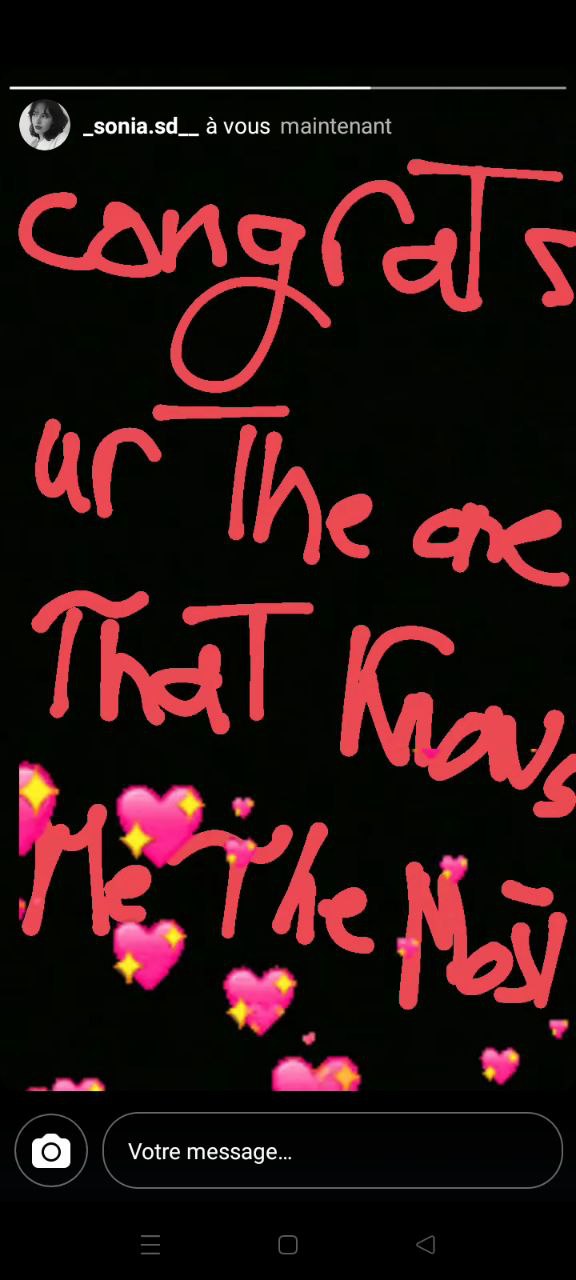 _sonia.sd__ à vous maintenant
congrats
ur The one
That Knows
Me The Most
Votre message...